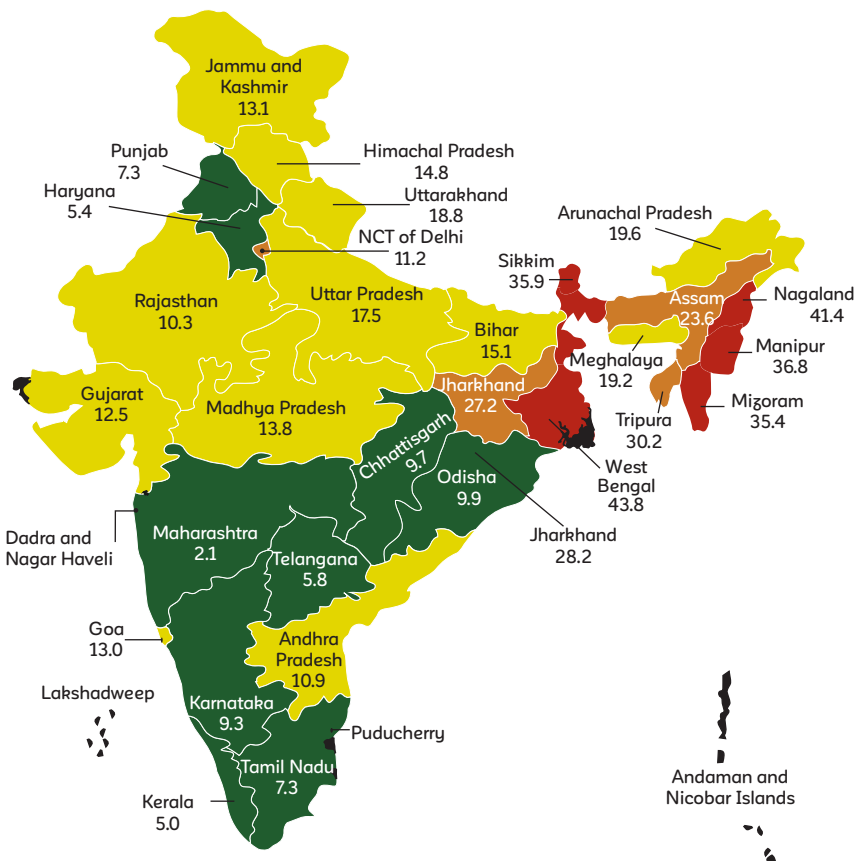 Jammu and
Kashmir
13.1
Punjab
7.3
Himachal Pradesh
14.8
Haryana
5.4
Uttarakhand
18.8
NCT of Delhi
11.2
Arunachal Pradesh
19.6
Sikkim
35.9
Rajasthan
10.3
Uttar Pradesh
17.5
Assam
23.6
Nagaland
41.4
Bihar
15.1
Meghalaya
19.2
Manipur
36.8
Gujarat
12.5
Madhya Pradesh
13.8
Jharkhand
27.2
Tripura
30.2
Mizoram
35.4
Chhattisgarh
9.7
Odisha
9.9
West
Bengal
43.8
Jharkhand
28.2
Dadra and
Nagar Haveli
Maharashtra
2.1
Telangana
5.8
Goa
13.0
Andhra
Pradesh
10.9
Lakshadweep
Karnataka
9.3
Puducherry
Tamil Nadu
7.3
Kerala
5.0
Andaman and
Nicobar Islands